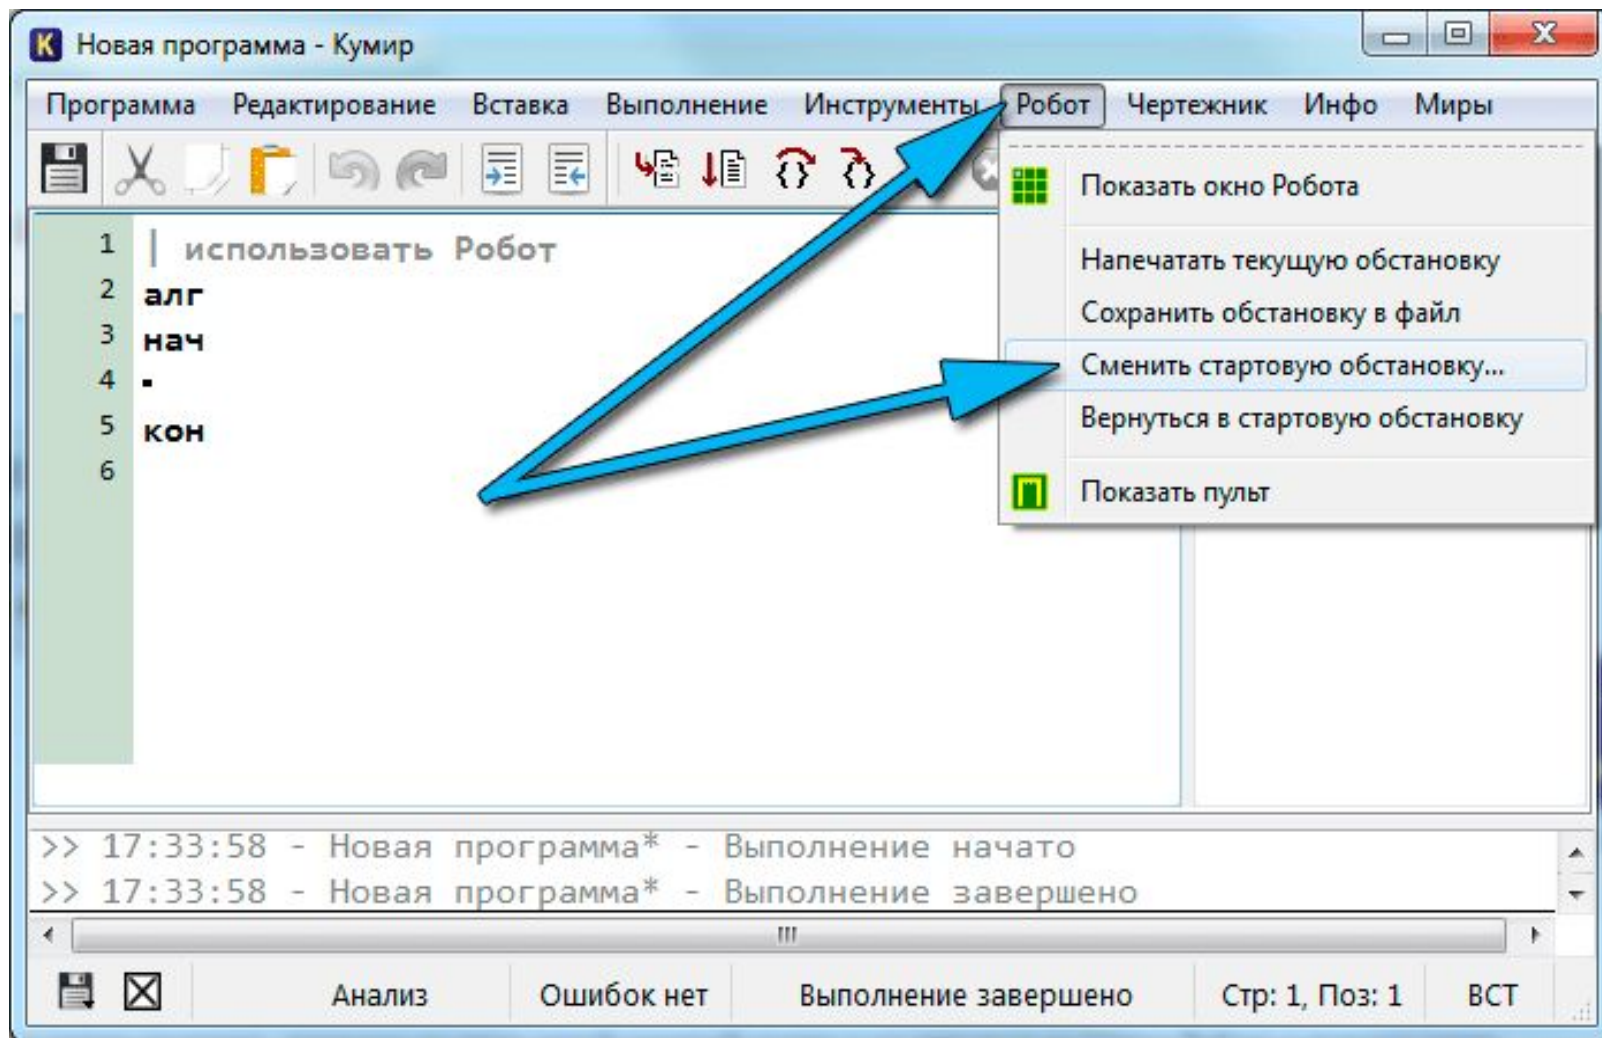 Новая программа - Кумир
Программа Редактирование Вставка Выполнение Инструменты Робот Чертежник Инфо Миры
Показать окно Робота
Напечатать текущую обстановку
Сохранить обстановку в файл
Сменить стартовую обстановку...
Вернуться в стартовую обстановку
Показать пульт
1 | использовать Робот
2 алг
3 нач
4 .
5 кон
6
>> 17:33:58 - Новая программа* - Выполнение начато
>> 17:33:58 - Новая программа* - Выполнение завершено
Анализ Ошибок нет Выполнение завершено Стр: 1, Поз: 1 ВСТ